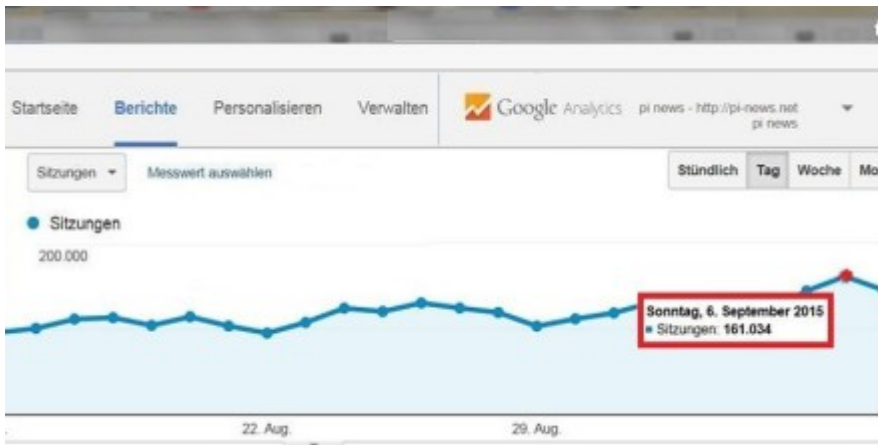 Startseite Berichte Personalisieren Verwalten Google Analytics pi news - http://pi-news.net
pi news
Sitzungen Messwert auswählen Stündlich Tag Woche Mo
Sitzungen
200.000
Sonntag, 6. September 2015
Sitzungen: 161.034
22. Aug. 29. Aug.